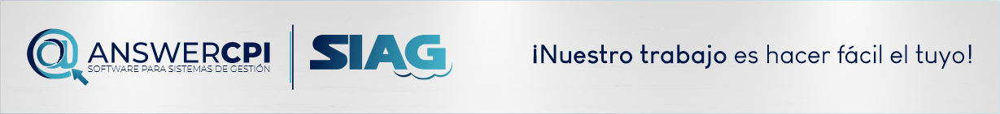 ANSWERCPI
SOFTWARE PARA SISTEMAS DE GESTIÓN
SIAG
¡Nuestro trabajo es hacer fácil el tuyo!